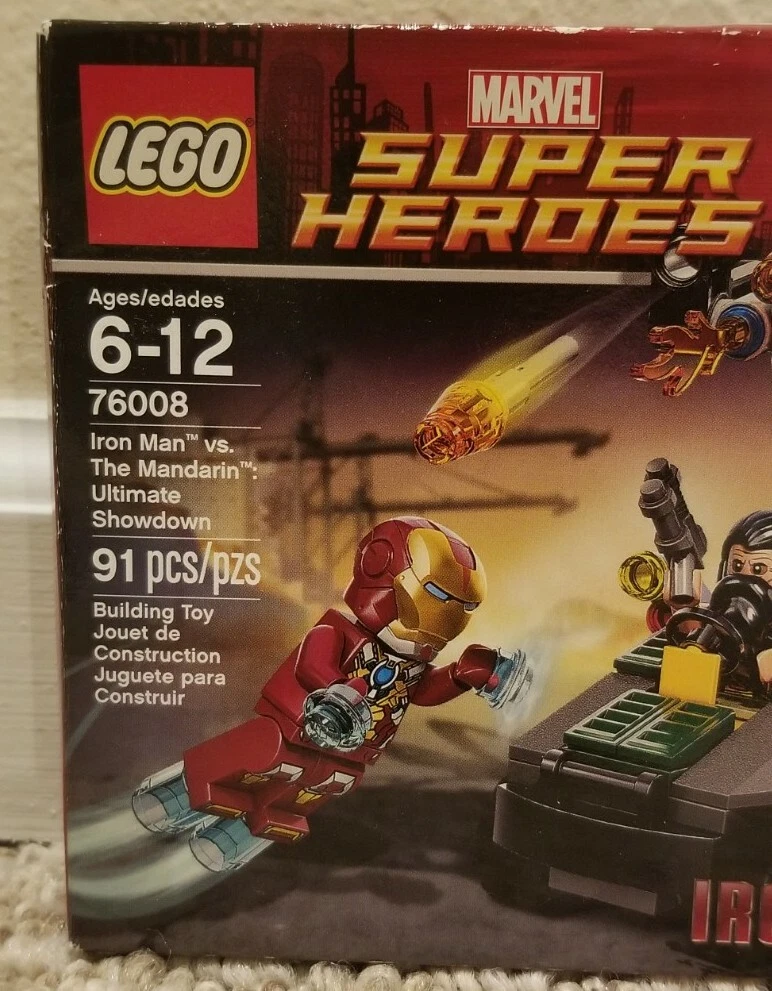 LEGO®
MARVEL
SUPER
HEROES
Ages/edades
6-12
76008
Iron Man™ vs.
The Mandarin™:
Ultimate
Showdown
91 pcs/pzs
Building Toy
Jouet de
Construction
Juguete para
Construir